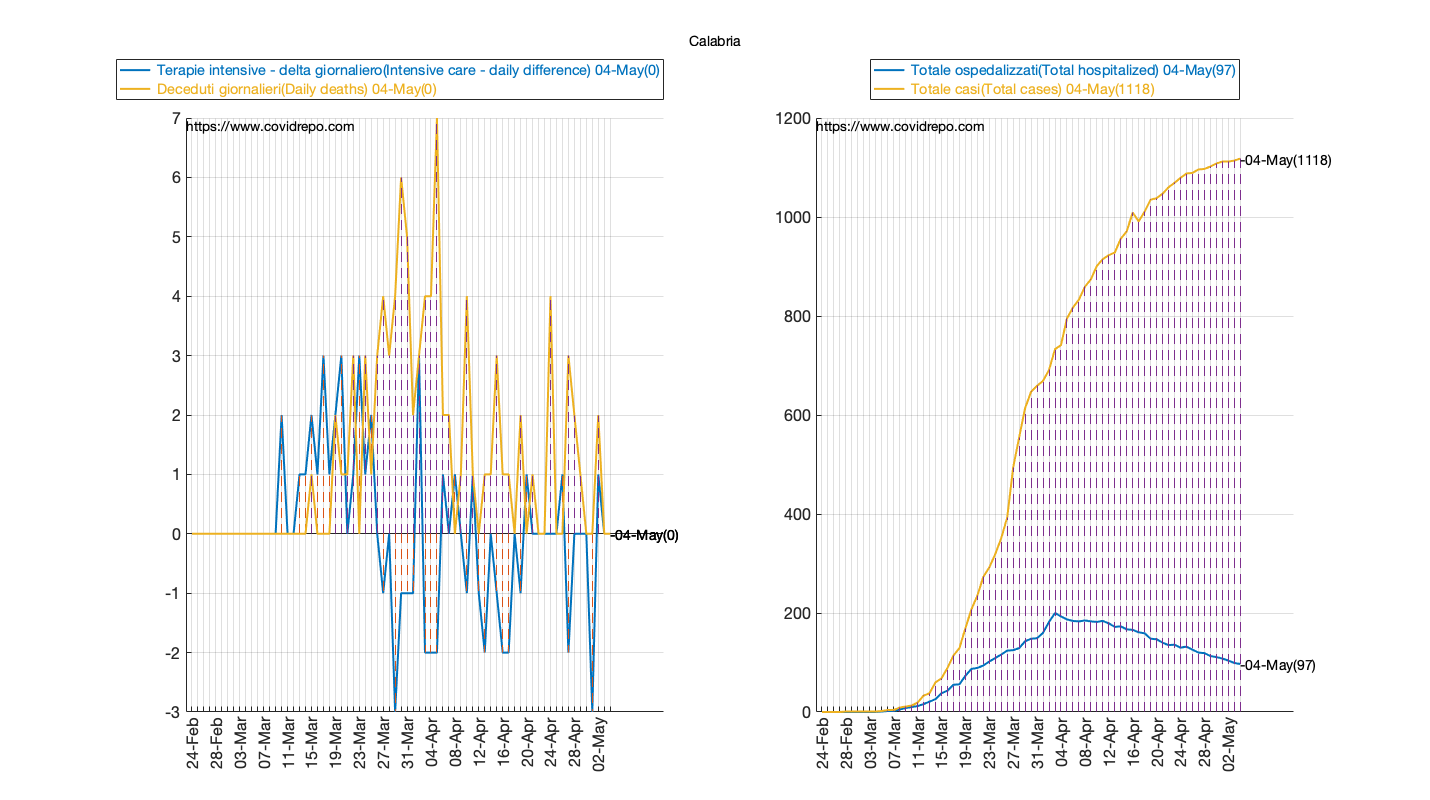 Calabria
Terapie intensive - delta giornaliero(Intensive care - daily difference) 04-May(0)
Deceduti giornalieri(Daily deaths) 04-May(0)
7
https://www.covidrepo.com
6
5
4
3
2
1
0
-04-May(0)
-1
-2
-3
24-Feb
28-Feb
03-Mar
07-Mar
11-Mar
15-Mar
19-Mar
23-Mar
27-Mar
31-Mar
04-Apr
08-Apr
12-Apr
16-Apr
20-Apr
24-Apr
28-Apr
02-May
Totale ospedalizzati(Total hospitalized) 04-May(97)
Totale casi(Total cases) 04-May(1118)
1200
https://www.covidrepo.com
-04-May(1118)
1000
800
600
400
200
-04-May(97)
0
24-Feb
28-Feb
03-Mar
07-Mar
11-Mar
15-Mar
19-Mar
23-Mar
27-Mar
31-Mar
04-Apr
08-Apr
12-Apr
16-Apr
20-Apr
24-Apr
28-Apr
02-May